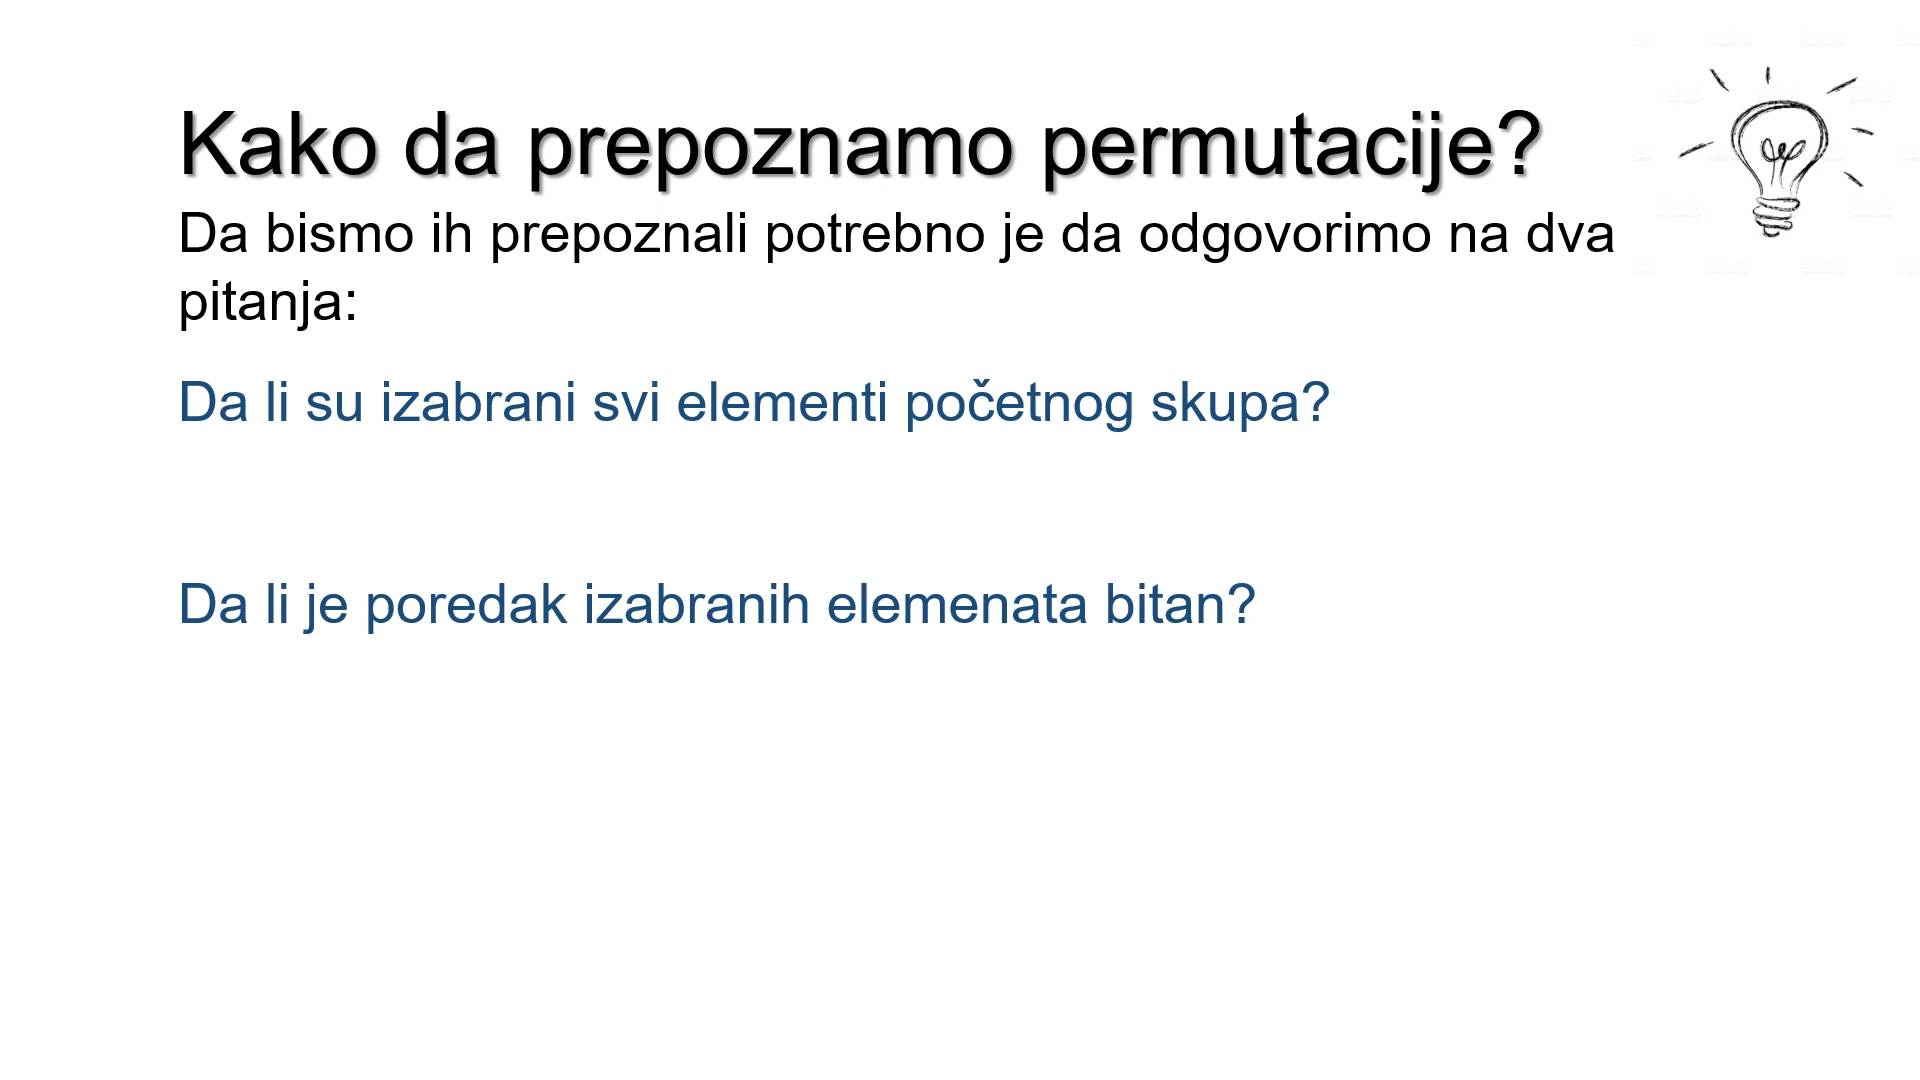 Kako da prepoznamo permutacije?
Da bismo ih prepoznali potrebno je da odgovorimo na dva
pitanja:
Da li su izabrani svi elementi početnog skupa?
Da li je poredak izabranih elemenata bitan?